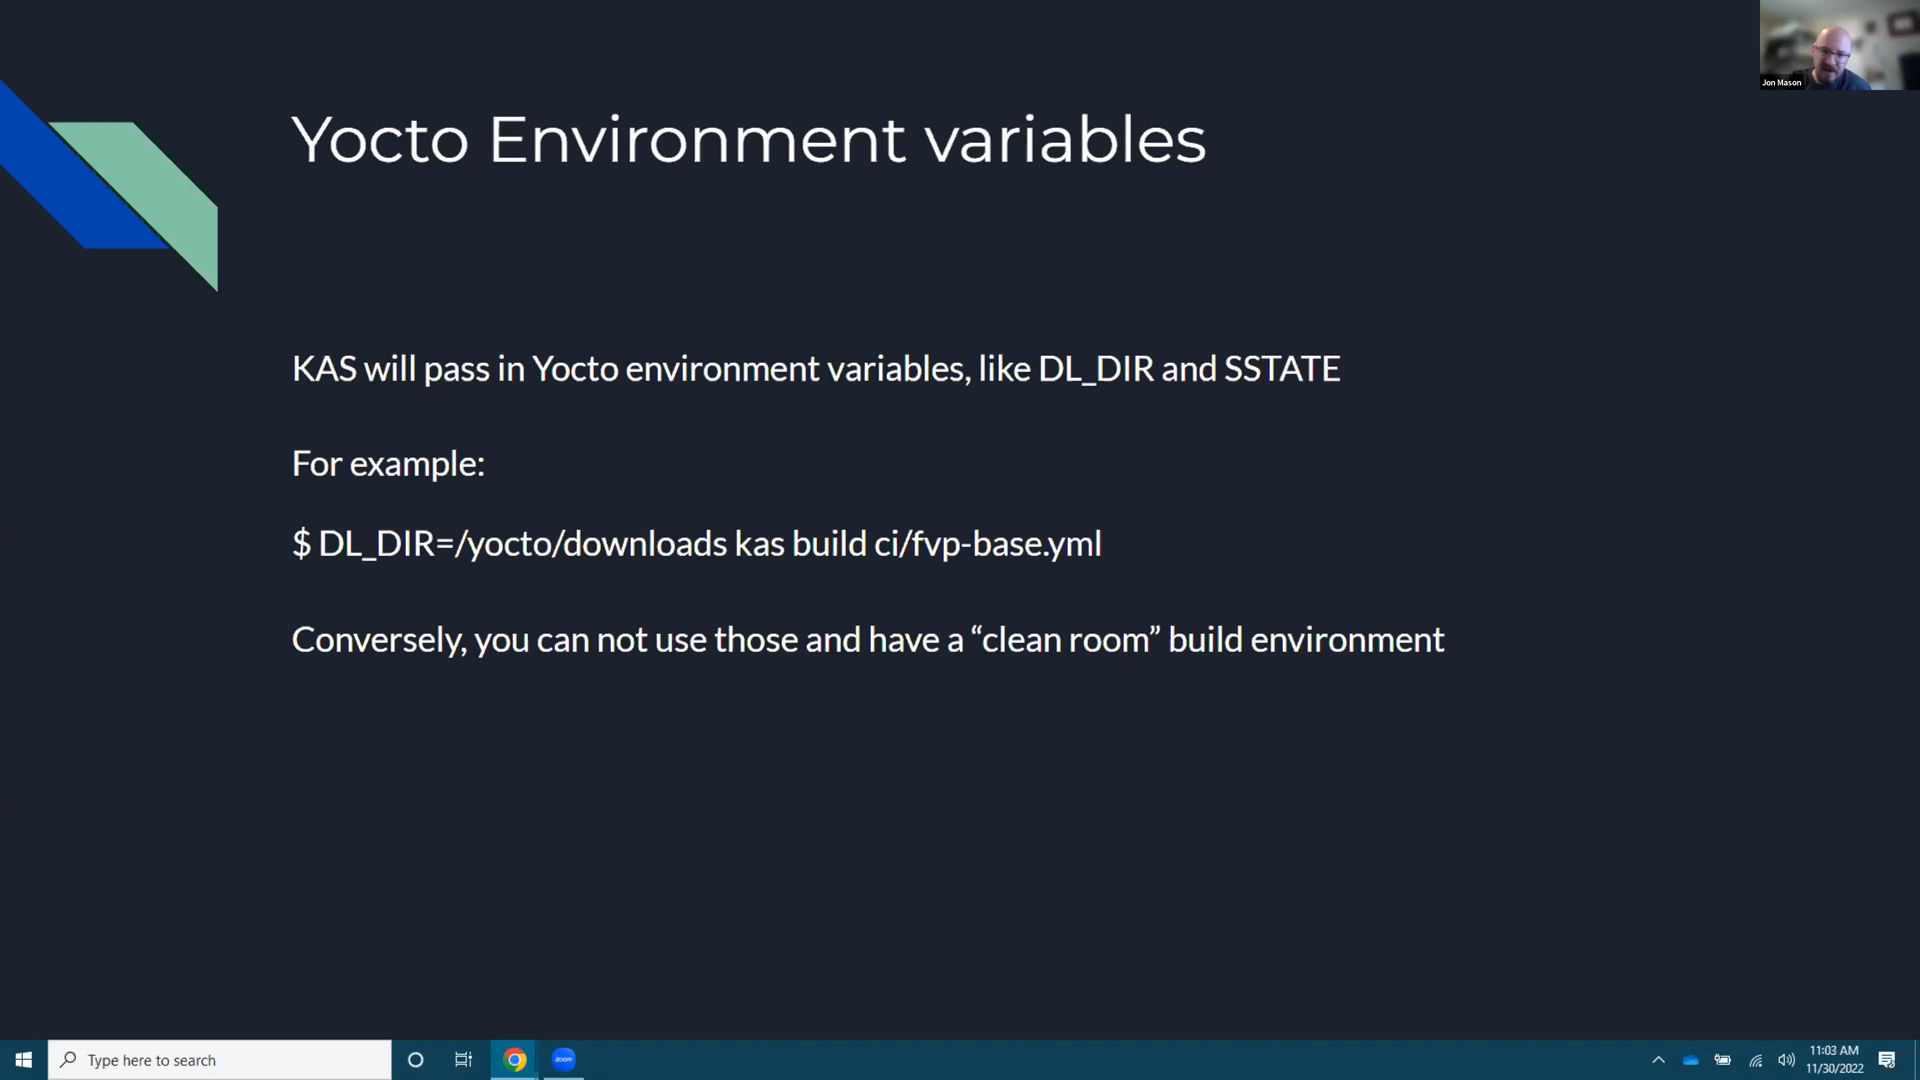 Jon Mason
Yocto Environment variables
KAS will pass in Yocto environment variables, like DL_DIR and SSTATE
For example:
$ DL_DIR=/yocto/downloads kas build ci/fvp-base.yml
Conversely, you can not use those and have a “clean room” build environment
Type here to search
zoom
11:03 AM
11/30/2022